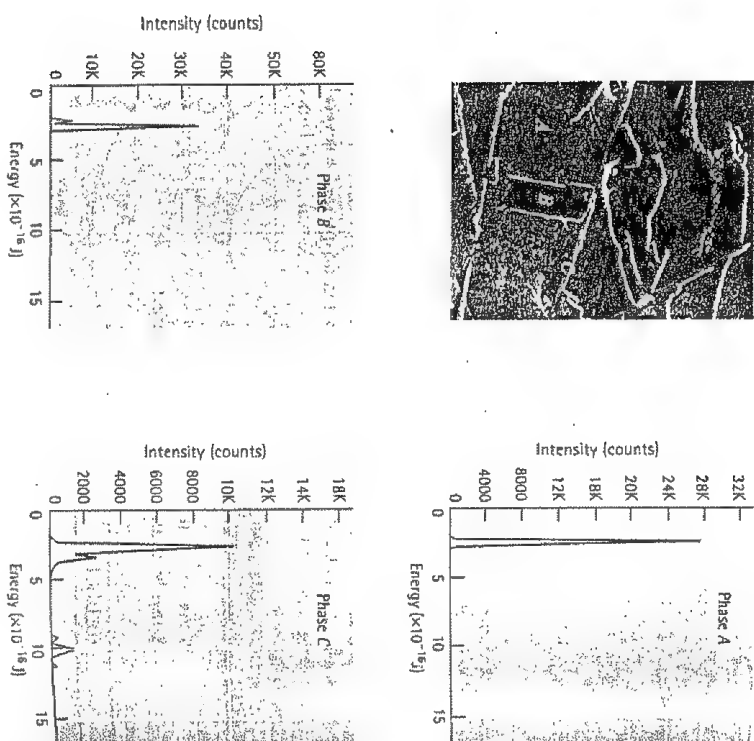 Intensity (counts)
0
10K
20K
30K
40K
50K
60K
80K
0
5
10
15
Energy (×10⁻¹⁶ J)
Phase B
A
B
C
Intensity (counts)
0
2000
4000
6000
8000
10K
12K
14K
16K
18K
0
5
10
15
Energy (×10⁻¹⁶ J)
Phase C
Intensity (counts)
0
4000
8000
12K
16K
20K
24K
28K
32K
0
5
10
15
Energy (×10⁻¹⁶ J)
Phase A